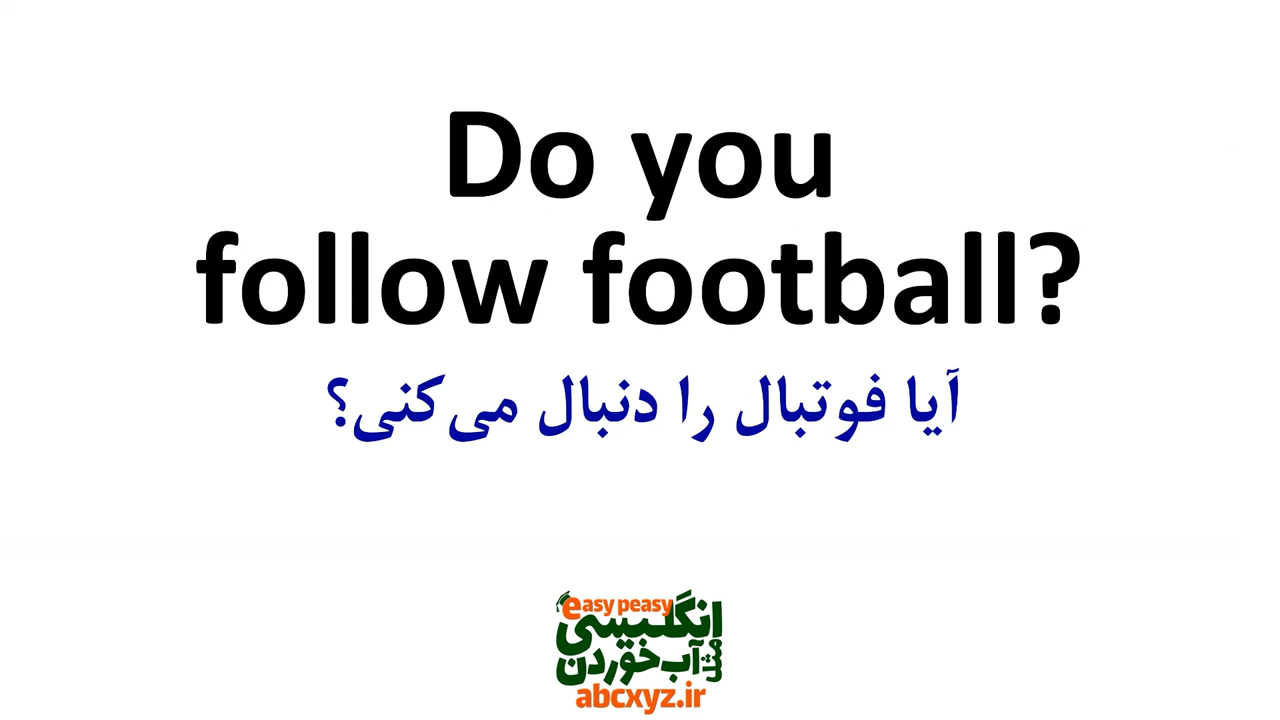 Do you
follow football?
آیا فوتبال را دنبال می‌کنی؟
easy peasy
انگلیسی
مثل آب خوردن
abcxyz.ir